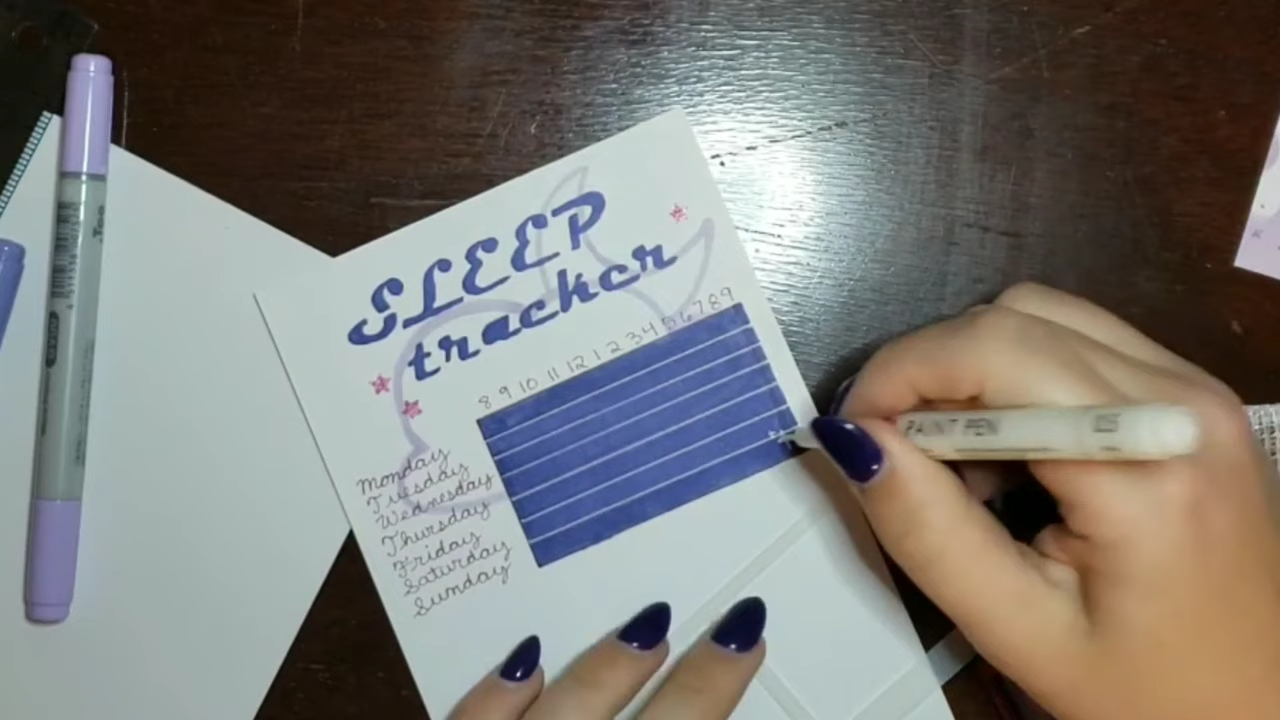 SLEEP
tracker
8 9 10 11 12 1 2 3 4 5 6 7 8 9
Monday
Tuesday
Wednesday
Thursday
Friday
Saturday
Sunday
PAINT PEN